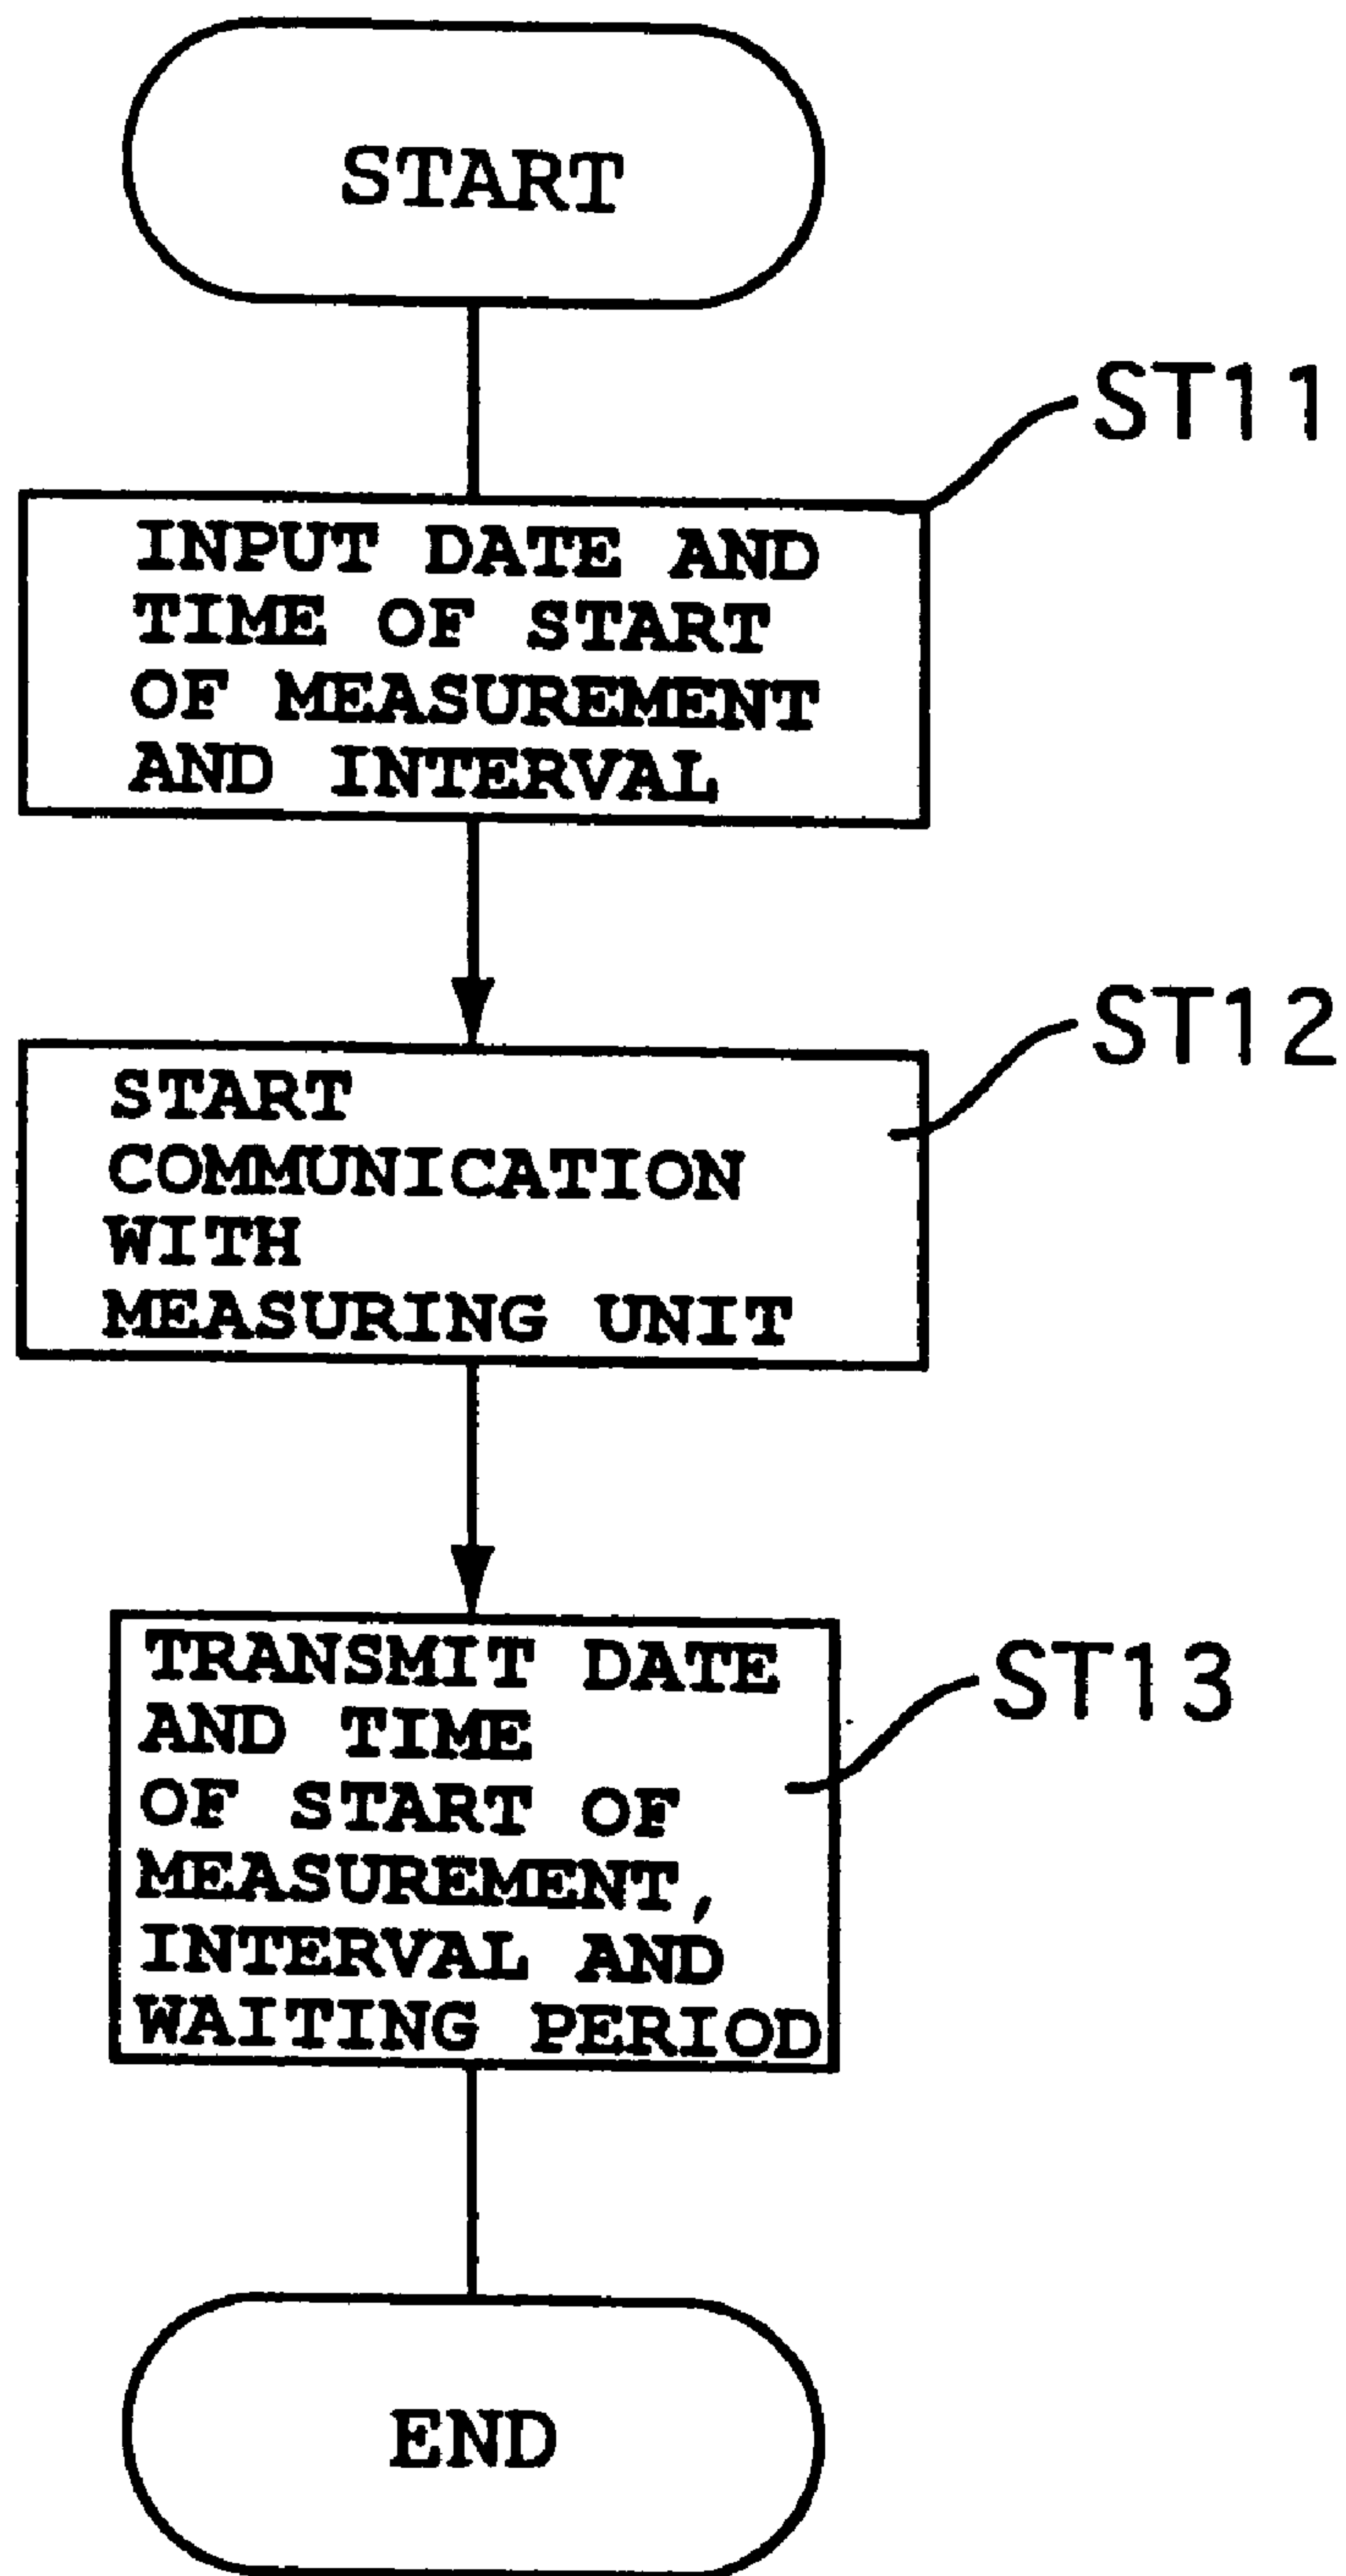 START
ST11
INPUT DATE AND
TIME OF START
OF MEASUREMENT
AND INTERVAL
ST12
START
COMMUNICATION
WITH
MEASURING UNIT
ST13
TRANSMIT DATE
AND TIME
OF START OF
MEASUREMENT,
INTERVAL AND
WAITING PERIOD
END